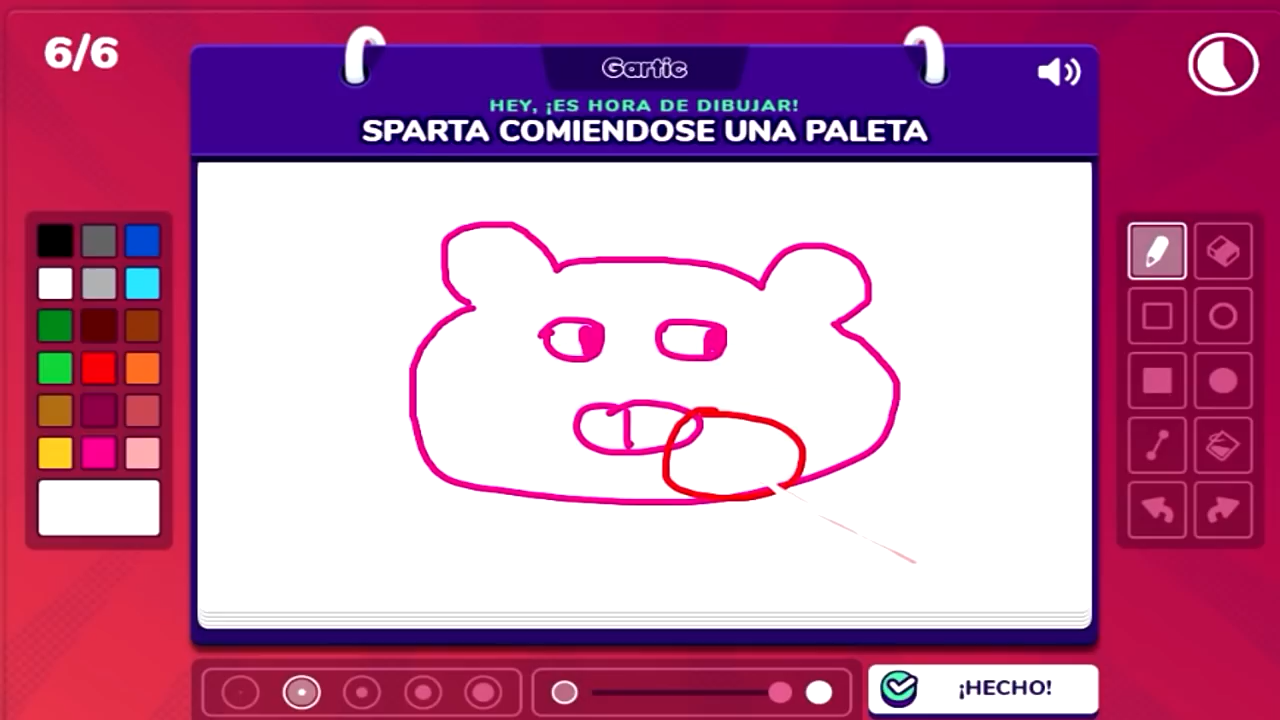 6/6
Gartic
HEY, ¡ES HORA DE DIBUJAR!
SPARTA COMIENDOSE UNA PALETA
¡HECHO!